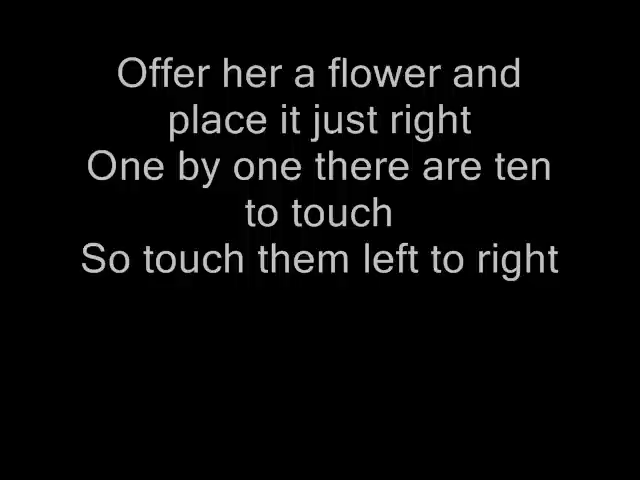 Offer her a flower and
place it just right
One by one there are ten
to touch
So touch them left to right